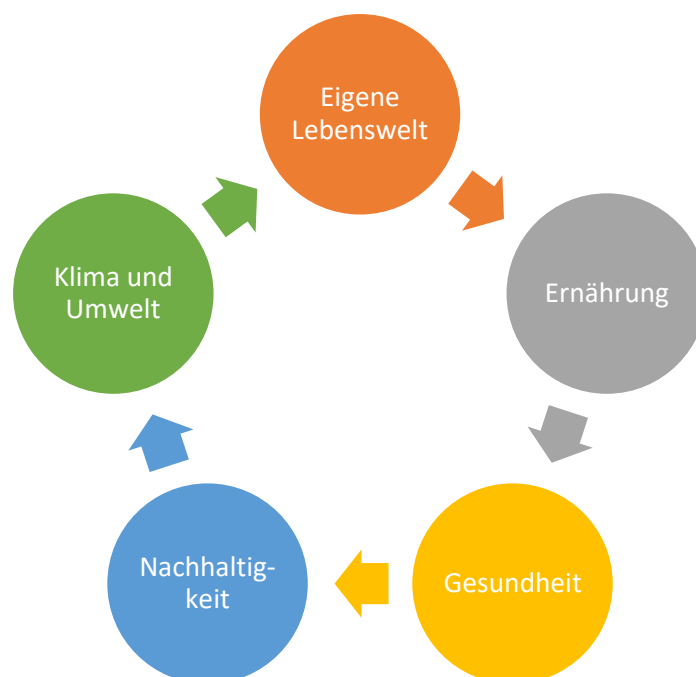 Eigene
Lebenswelt
Ernährung
Gesundheit
Nachhaltig-
keit
Klima und
Umwelt